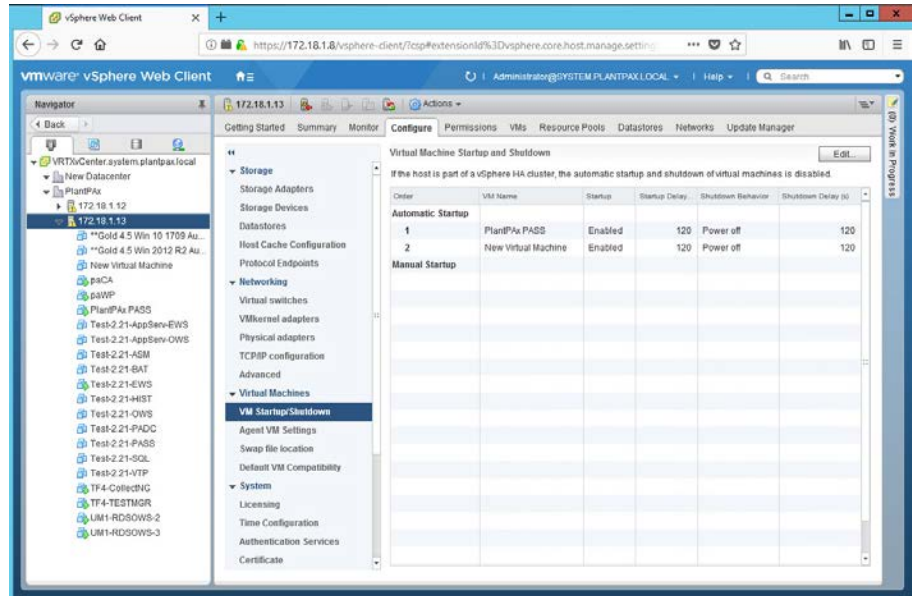 vSphere Web Client
https://172.18.1.8/vsphere-client/?csp#extensionId%3Dvsphere.core.host.manage.setting
vmware® vSphere Web Client
Administrator@SYSTEM.PLANTPAX.LOCAL
Help
Search
Navigator
Back
VRTXvCenter.system.plantpax.local
New Datacenter
PlantPAx
172.18.1.12
172.18.1.13
**Gold 4.5 Win 10 1709 Au...
**Gold 4.5 Win 2012 R2 Au...
New Virtual Machine
paCA
paWP
PlantPAx PASS
Test-2.21-AppServ-EWS
Test-2.21-AppServ-OWS
Test-2.21-ASM
Test-2.21-BAT
Test-2.21-EWS
Test-2.21-HIST
Test-2.21-OWS
Test-2.21-PADC
Test-2.21-PASS
Test-2.21-SQL
Test-2.21-VTP
TF4-CollectNG
TF4-TESTMGR
UM1-RDSOWS-2
UM1-RDSOWS-3
172.18.1.13
Actions
Getting Started Summary Monitor Configure Permissions VMs Resource Pools Datastores Networks Update Manager
Storage
Storage Adapters
Storage Devices
Datastores
Host Cache Configuration
Protocol Endpoints
Networking
Virtual switches
VMkernel adapters
Physical adapters
TCP/IP configuration
Advanced
Virtual Machines
VM Startup/Shutdown
Agent VM Settings
Swap file location
Default VM Compatibility
System
Licensing
Time Configuration
Authentication Services
Certificate
Virtual Machine Startup and Shutdown
Edit...
If the host is part of a vSphere HA cluster, the automatic startup and shutdown of virtual machines is disabled.
Order VM Name Startup Startup Delay... Shutdown Behavior Shutdown Delay (s)
Automatic Startup
1 PlantPAx PASS Enabled 120 Power off 120
2 New Virtual Machine Enabled 120 Power off 120
Manual Startup
(0) Work In Progress